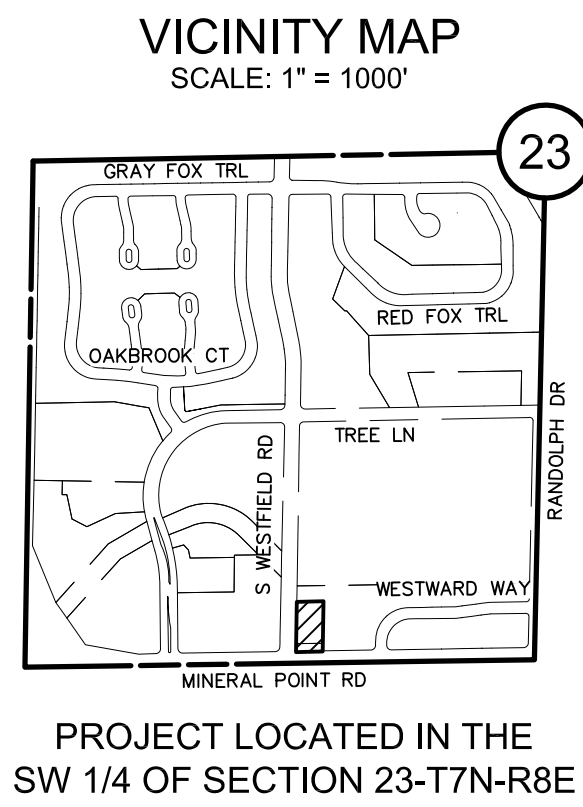 VICINITY MAP
SCALE: 1" = 1000'
23
GRAY FOX TRL
RED FOX TRL
OAKBROOK CT
RANDOLPH DR
TREE LN
S WESTFIELD RD
WESTWARD WAY
MINERAL POINT RD
PROJECT LOCATED IN THE
SW 1/4 OF SECTION 23-T7N-R8E